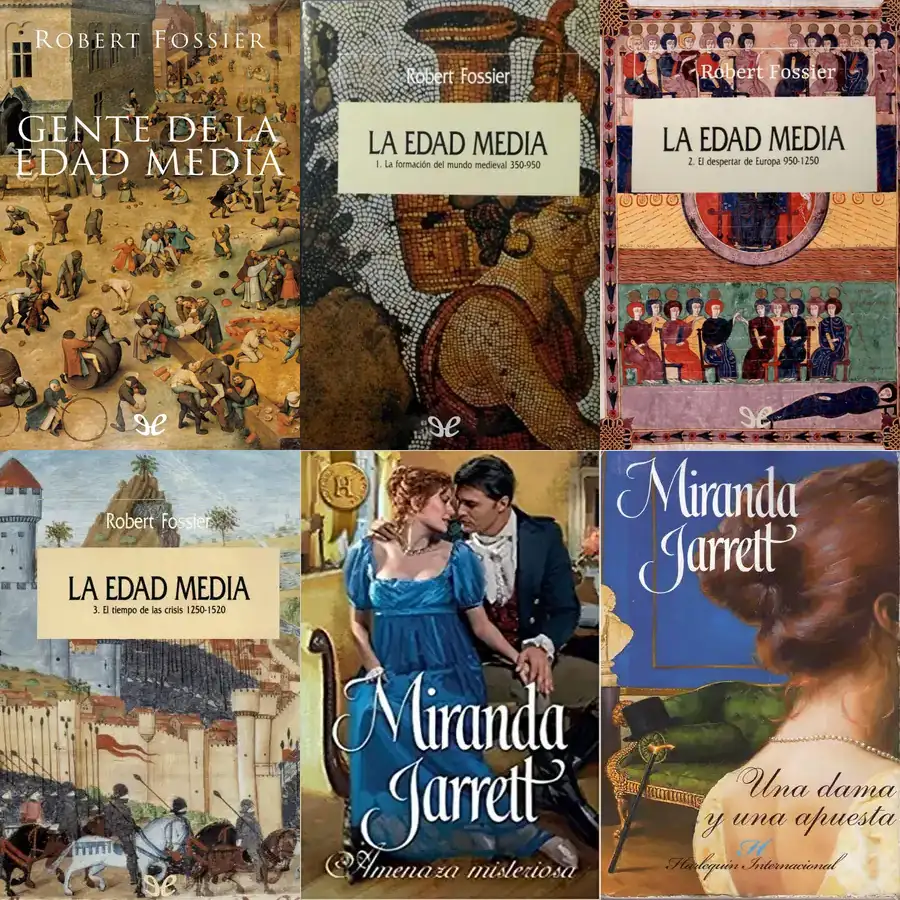 ROBERT FOSSIER
GENTE DE LA
EDAD MEDIA
Robert Fossier
LA EDAD MEDIA
1. La formación del mundo medieval 350-950
Robert Fossier
LA EDAD MEDIA
2. El despertar de Europa 950-1250
Robert Fossier
LA EDAD MEDIA
3. El tiempo de las crisis 1250-1520
H
Miranda
Jarrett
Amenaza misteriosa
Miranda
Jarrett
Una dama
y una apuesta
H
Harlequin Internacional